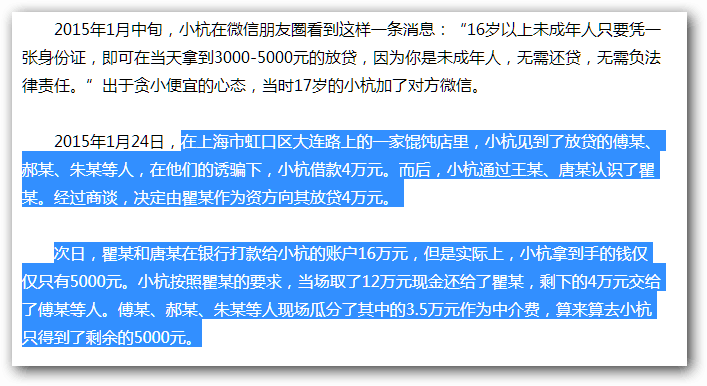 2015年1月中旬，小杭在微信朋友圈看到这样一条消息：“16岁以上未成年人只要凭一
张身份证，即可在当天拿到3000-5000元的放贷，因为你是未成年人，无需还贷，无需负法
律责任。“出于贪小便宜的心态，当时17岁的小杭加了对方微信。
2015年1月24日，在上海市虹口区大连路上的一家馄饨店里，小杭见到了放贷的傅某、
郝某、朱某等人，在他们的诱骗下，小杭借款4万元。而后，小杭通过王某、唐某认识了瞿
某。经过商谈，决定由瞿某作为资方向其放贷4万元。
次日，瞿某和唐某在银行打款给小杭的账户16万元，但是实际上，小杭拿到手的钱仅
仅只有5000元。小杭按照瞿某的要求，当场取了12万元现金还给了瞿某，剩下的4万元交给
了傅某等人。傅某、郝某、朱某等人现场瓜分了其中的3.5万元作为中介费，算来算去小杭
只得到了剩余的5000元。